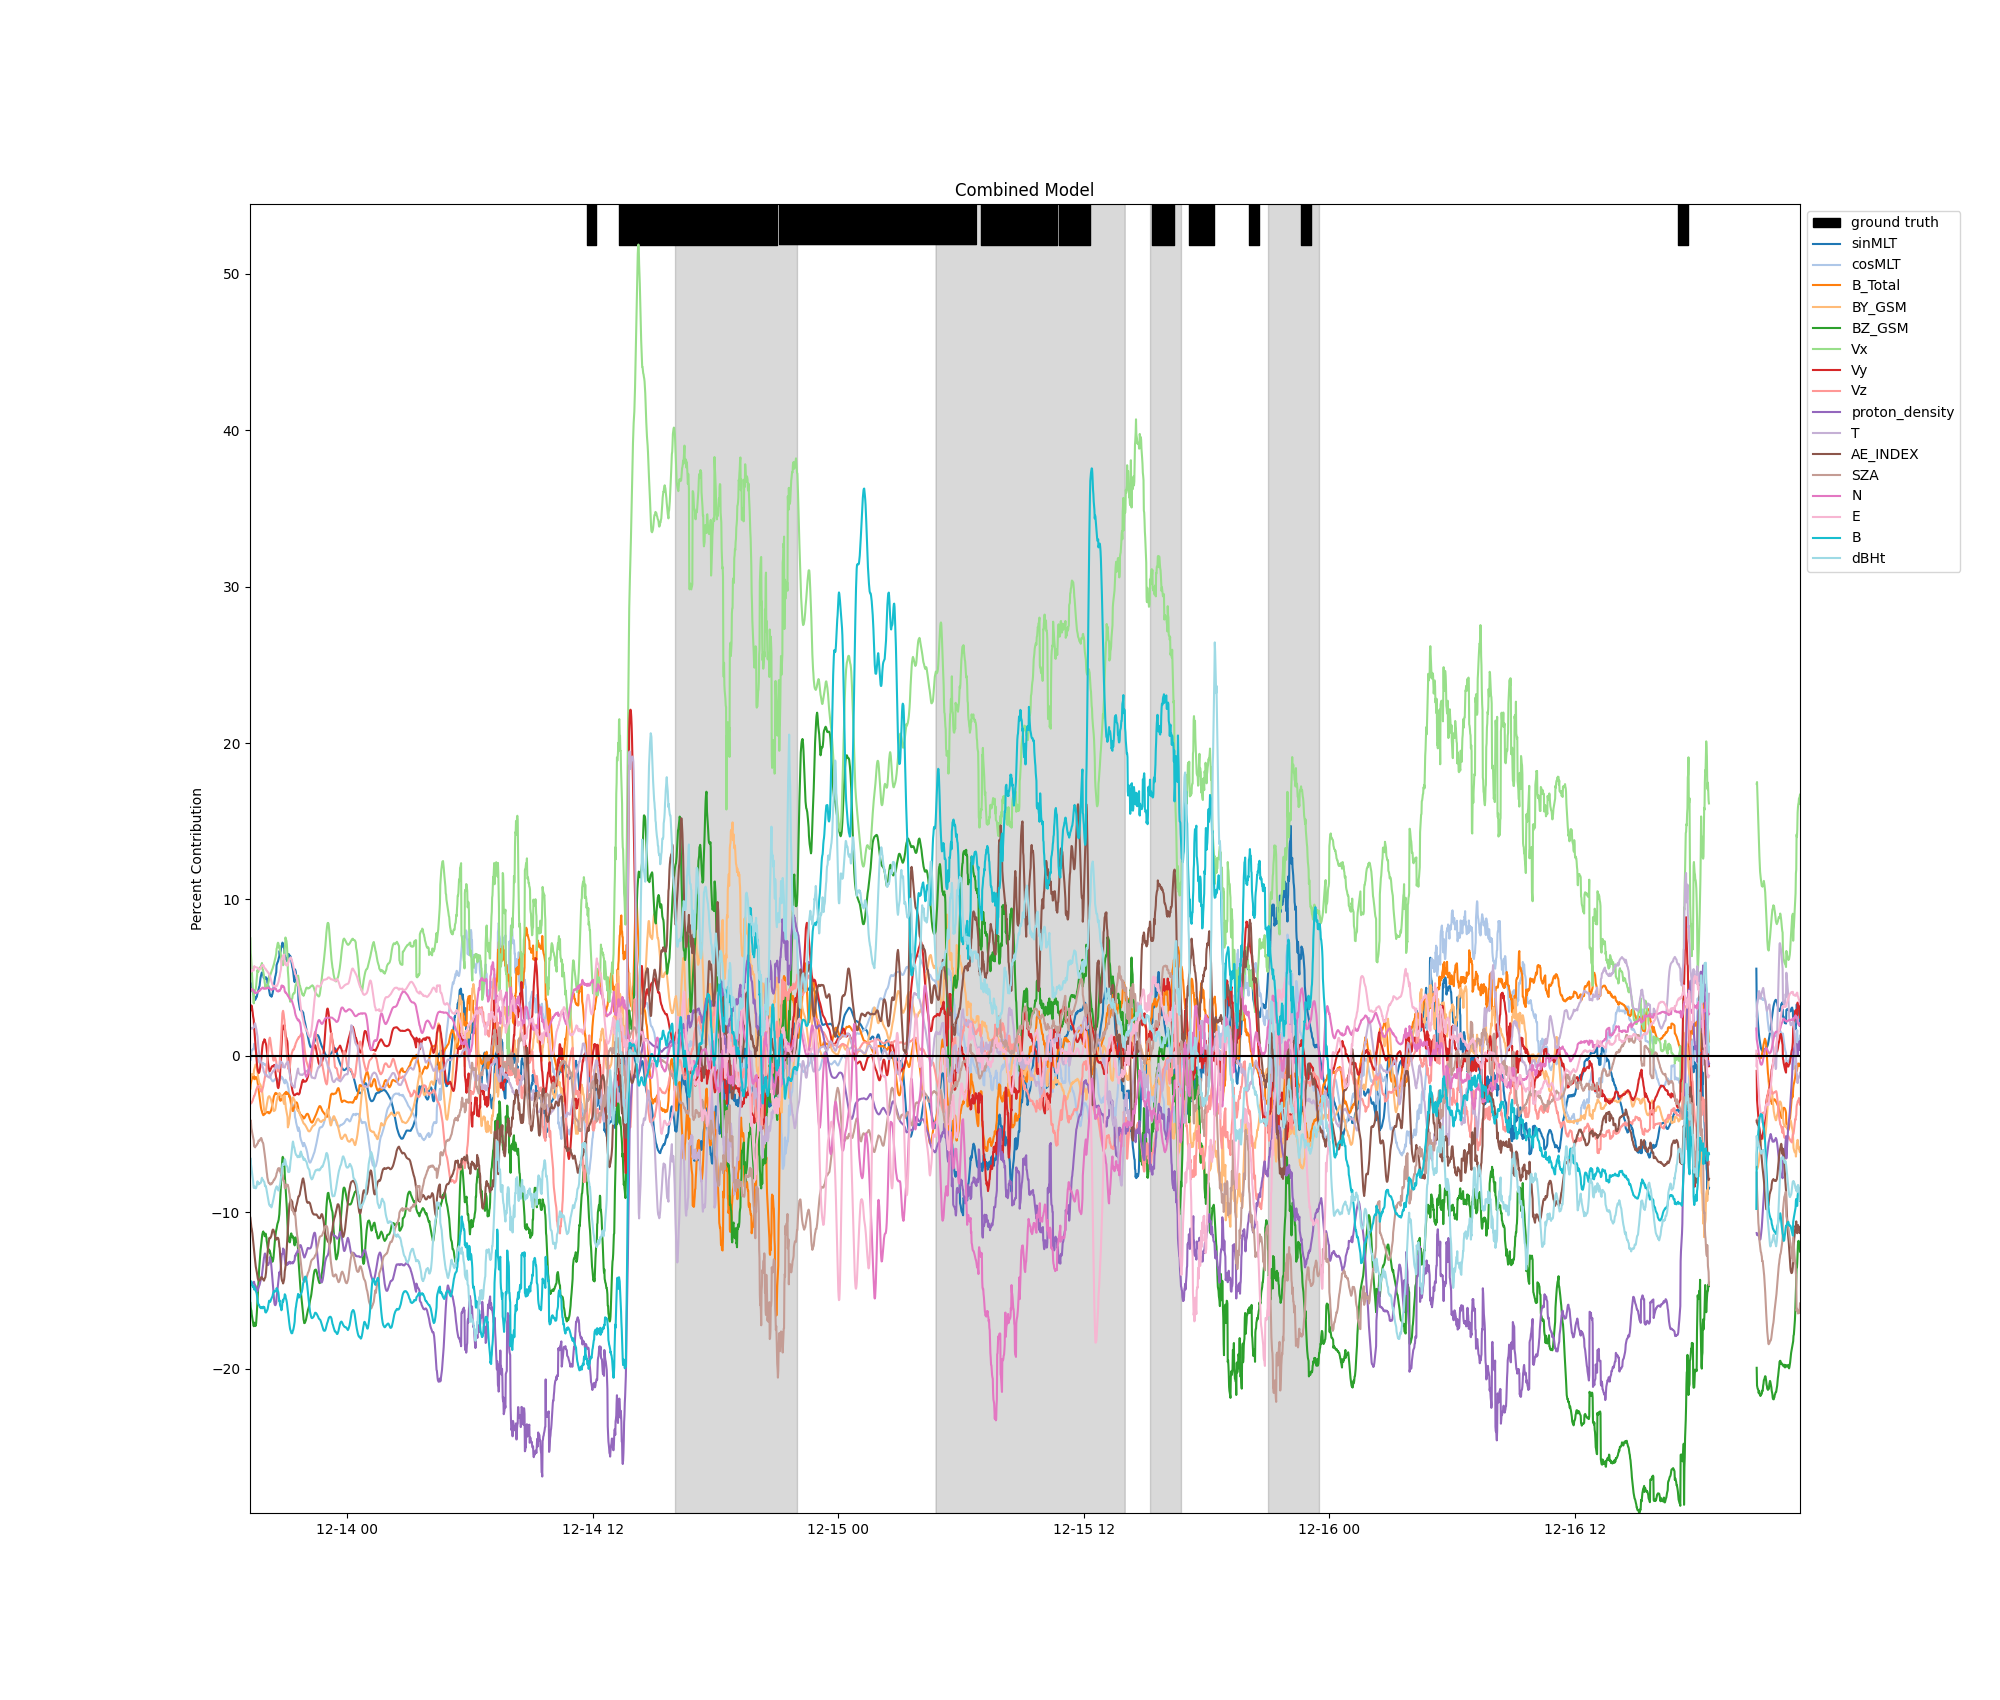 Combined Model
ground truth
sinMLT
cosMLT
B_Total
BY_GSM
BZ_GSM
Vx
Vy
Vz
proton_density
T
AE_INDEX
SZA
N
E
B
dBHt
Percent Contribution
50
40
30
20
10
0
−10
−20
12-14 00
12-14 12
12-15 00
12-15 12
12-16 00
12-16 12